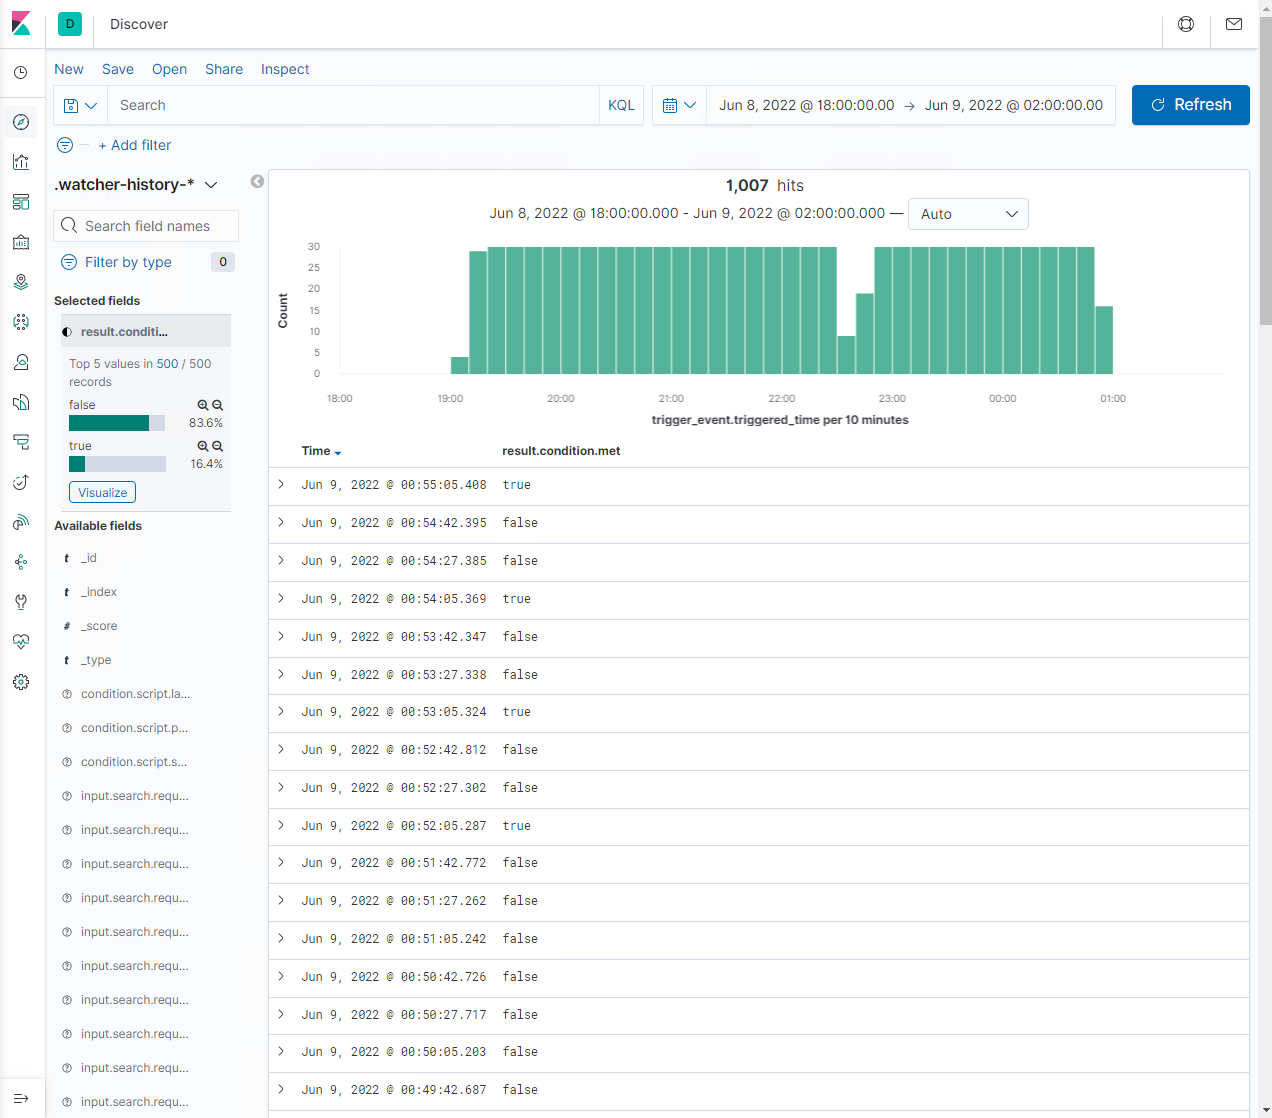 D Discover
New Save Open Share Inspect
Search KQL Jun 8, 2022 @ 18:00:00.00 → Jun 9, 2022 @ 02:00:00.00 Refresh
+ Add filter
.watcher-history-*
Search field names
Filter by type 0
Selected fields
result.conditi...
Top 5 values in 500 / 500
records
false
83.6%
true
16.4%
Visualize
Available fields
t _id
t _index
# _score
t _type
condition.script.la...
condition.script.p...
condition.script.s...
input.search.requ...
input.search.requ...
input.search.requ...
input.search.requ...
input.search.requ...
input.search.requ...
input.search.requ...
input.search.requ...
input.search.requ...
input.search.requ...
1,007 hits
Jun 8, 2022 @ 18:00:00.000 - Jun 9, 2022 @ 02:00:00.000 — Auto
Count
30
25
20
15
10
5
0
18:00 19:00 20:00 21:00 22:00 23:00 00:00 01:00
trigger_event.triggered_time per 10 minutes
Time result.condition.met
Jun 9, 2022 @ 00:55:05.408 true
Jun 9, 2022 @ 00:54:42.395 false
Jun 9, 2022 @ 00:54:27.385 false
Jun 9, 2022 @ 00:54:05.369 true
Jun 9, 2022 @ 00:53:42.347 false
Jun 9, 2022 @ 00:53:27.338 false
Jun 9, 2022 @ 00:53:05.324 true
Jun 9, 2022 @ 00:52:42.812 false
Jun 9, 2022 @ 00:52:27.302 false
Jun 9, 2022 @ 00:52:05.287 true
Jun 9, 2022 @ 00:51:42.772 false
Jun 9, 2022 @ 00:51:27.262 false
Jun 9, 2022 @ 00:51:05.242 false
Jun 9, 2022 @ 00:50:42.726 false
Jun 9, 2022 @ 00:50:27.717 false
Jun 9, 2022 @ 00:50:05.203 false
Jun 9, 2022 @ 00:49:42.687 false